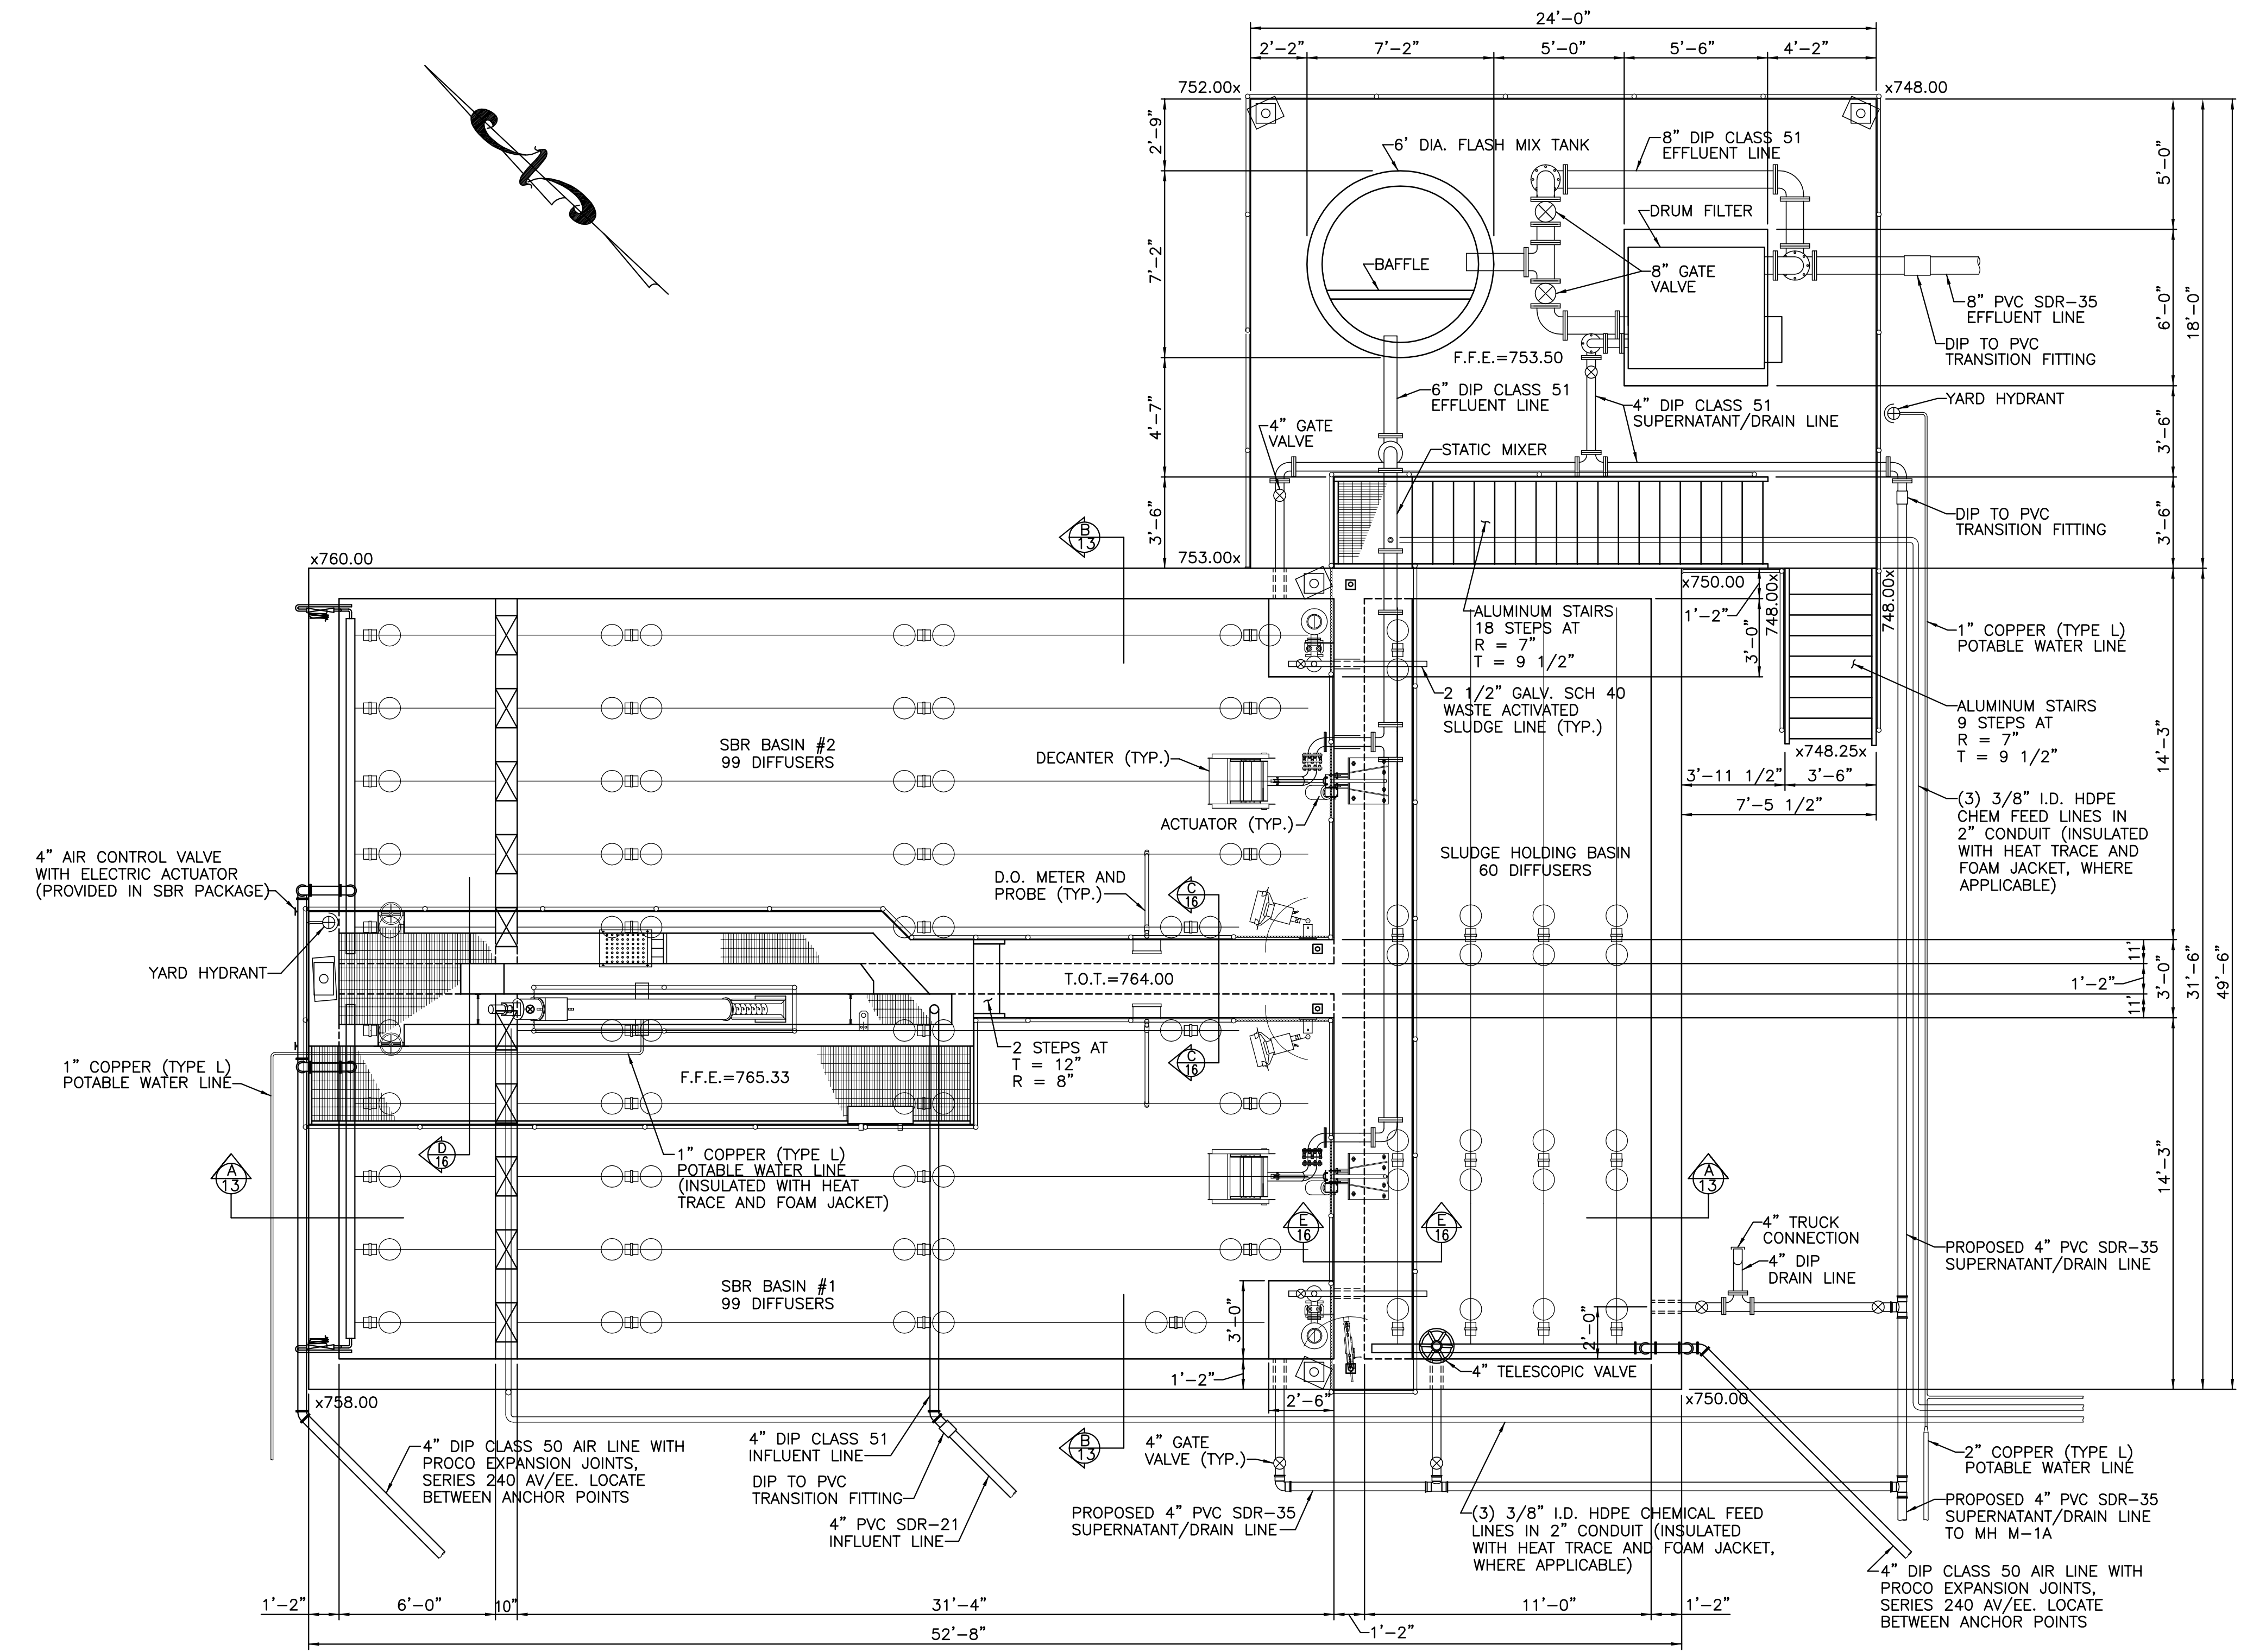 24'-0"
2'-2"
7'-2"
5'-0"
5'-6"
4'-2"
752.00x
x748.00
2'-9"
7'-2"
4'-7"
3'-6"
6' DIA. FLASH MIX TANK
8" DIP CLASS 51
EFFLUENT LINE
DRUM FILTER
BAFFLE
8" GATE
VALVE
8" PVC SDR-35
EFFLUENT LINE
DIP TO PVC
TRANSITION FITTING
F.F.E.=753.50
6" DIP CLASS 51
EFFLUENT LINE
4" DIP CLASS 51
SUPERNATANT/DRAIN LINE
YARD HYDRANT
4" GATE
VALVE
STATIC MIXER
DIP TO PVC
TRANSITION FITTING
5'-0"
6'-0"
3'-6"
3'-6"
18'-0"
B
13
753.00x
x760.00
x750.00
748.00x
748.00x
1'-2"
3'-0"
ALUMINUM STAIRS
18 STEPS AT
R = 7"
T = 9 1/2"
1" COPPER (TYPE L)
POTABLE WATER LINE
2 1/2" GALV. SCH 40
WASTE ACTIVATED
SLUDGE LINE (TYP.)
ALUMINUM STAIRS
9 STEPS AT
R = 7"
T = 9 1/2"
x748.25x
3'-11 1/2"
3'-6"
7'-5 1/2"
14'-3"
SBR BASIN #2
99 DIFFUSERS
DECANTER (TYP.)
ACTUATOR (TYP.)
(3) 3/8" I.D. HDPE
CHEM FEED LINES IN
2" CONDUIT (INSULATED
WITH HEAT TRACE AND
FOAM JACKET, WHERE
APPLICABLE)
SLUDGE HOLDING BASIN
60 DIFFUSERS
4" AIR CONTROL VALVE
WITH ELECTRIC ACTUATOR
(PROVIDED IN SBR PACKAGE)
D.O. METER AND
PROBE (TYP.)
C
16
YARD HYDRANT
T.O.T.=764.00
11'
1'-2"
11'
3'-0"
31'-6"
49'-6"
2 STEPS AT
T = 12"
R = 8"
C
16
1" COPPER (TYPE L)
POTABLE WATER LINE
F.F.E.=765.33
D
16
1" COPPER (TYPE L)
POTABLE WATER LINE
(INSULATED WITH HEAT
TRACE AND FOAM JACKET)
A
13
A
13
E
16
E
16
14'-3"
4" TRUCK
CONNECTION
4" DIP
DRAIN LINE
PROPOSED 4" PVC SDR-35
SUPERNATANT/DRAIN LINE
SBR BASIN #1
99 DIFFUSERS
3'-0"
2'-0"
1'-2"
2'-6"
4" TELESCOPIC VALVE
x758.00
x750.00
4" DIP CLASS 50 AIR LINE WITH
PROCO EXPANSION JOINTS,
SERIES 240 AV/EE. LOCATE
BETWEEN ANCHOR POINTS
4" DIP CLASS 51
INFLUENT LINE
DIP TO PVC
TRANSITION FITTING
4" PVC SDR-21
INFLUENT LINE
B
13
4" GATE
VALVE (TYP.)
PROPOSED 4" PVC SDR-35
SUPERNATANT/DRAIN LINE
(3) 3/8" I.D. HDPE CHEMICAL FEED
LINES IN 2" CONDUIT (INSULATED
WITH HEAT TRACE AND FOAM JACKET,
WHERE APPLICABLE)
2" COPPER (TYPE L)
POTABLE WATER LINE
PROPOSED 4" PVC SDR-35
SUPERNATANT/DRAIN LINE
TO MH M-1A
4" DIP CLASS 50 AIR LINE WITH
PROCO EXPANSION JOINTS,
SERIES 240 AV/EE. LOCATE
BETWEEN ANCHOR POINTS
1'-2"
6'-0"
10"
31'-4"
1'-2"
11'-0"
1'-2"
52'-8"